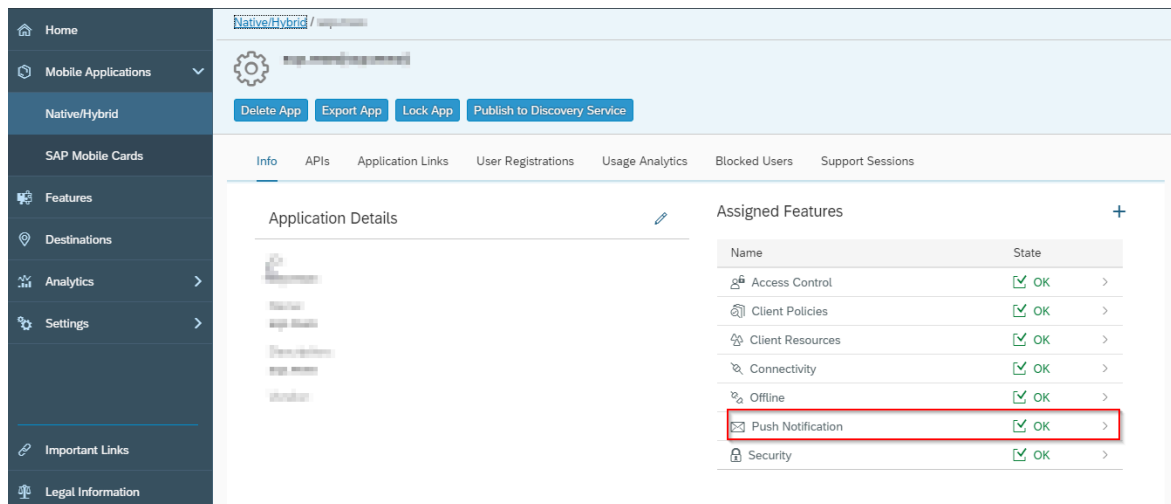 Home
Mobile Applications
Native/Hybrid
SAP Mobile Cards
Features
Destinations
Analytics
Settings
Important Links
Legal Information
Native/Hybrid /
Delete App Export App Lock App Publish to Discovery Service
Info APIs Application Links User Registrations Usage Analytics Blocked Users Support Sessions
Application Details
Assigned Features
Name State
Access Control OK
Client Policies OK
Client Resources OK
Connectivity OK
Offline OK
Push Notification OK
Security OK